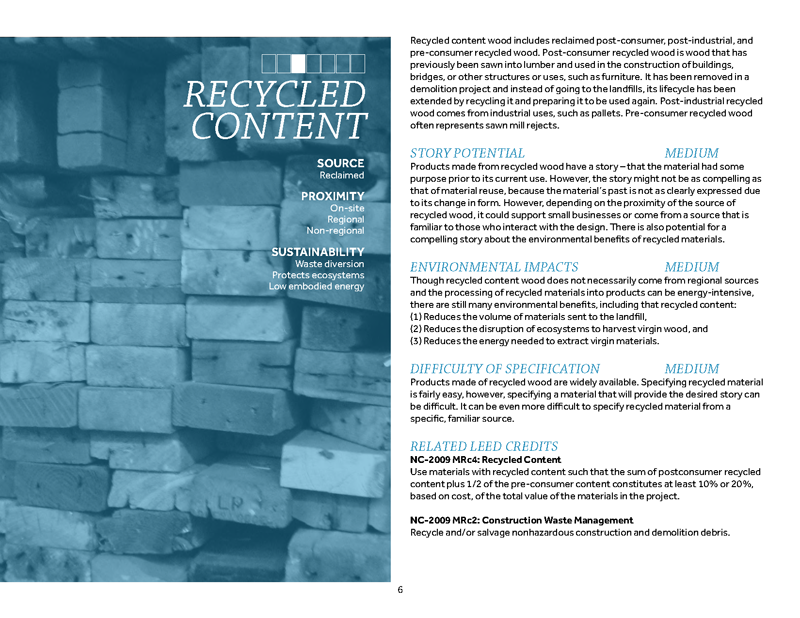 RECYCLED
CONTENT
SOURCE
Reclaimed
PROXIMITY
On-site
Regional
Non-regional
SUSTAINABILITY
Waste diversion
Protects ecosystems
Low embodied energy
LP
Recycled content wood includes reclaimed post-consumer, post-industrial, and
pre-consumer recycled wood. Post-consumer recycled wood is wood that has
previously been sawn into lumber and used in the construction of buildings,
bridges, or other structures or uses, such as furniture. It has been removed in a
demolition project and instead of going to the landfills, its lifecycle has been
extended by recycling it and preparing it to be used again. Post-industrial recycled
wood comes from industrial uses, such as pallets. Pre-consumer recycled wood
often represents sawn mill rejects.
STORY POTENTIAL MEDIUM
Products made from recycled wood have a story – that the material had some
purpose prior to its current use. However, the story might not be as compelling as
that of material reuse, because the material's past is not as clearly expressed due
to its change in form. However, depending on the proximity of the source of
recycled wood, it could support small businesses or come from a source that is
familiar to those who interact with the design. There is also potential for a
compelling story about the environmental benefits of recycled materials.
ENVIRONMENTAL IMPACTS MEDIUM
Though recycled content wood does not necessarily come from regional sources
and the processing of recycled materials into products can be energy-intensive,
there are still many environmental benefits, including that recycled content:
(1) Reduces the volume of materials sent to the landfill,
(2) Reduces the disruption of ecosystems to harvest virgin wood, and
(3) Reduces the energy needed to extract virgin materials.
DIFFICULTY OF SPECIFICATION MEDIUM
Products made of recycled wood are widely available. Specifying recycled material
is fairly easy, however, specifying a material that will provide the desired story can
be difficult. It can be even more difficult to specify recycled material from a
specific, familiar source.
RELATED LEED CREDITS
NC-2009 MRc4: Recycled Content
Use materials with recycled content such that the sum of postconsumer recycled
content plus 1/2 of the pre-consumer content constitutes at least 10% or 20%,
based on cost, of the total value of the materials in the project.
NC-2009 MRc2: Construction Waste Management
Recycle and/or salvage nonhazardous construction and demolition debris.
6